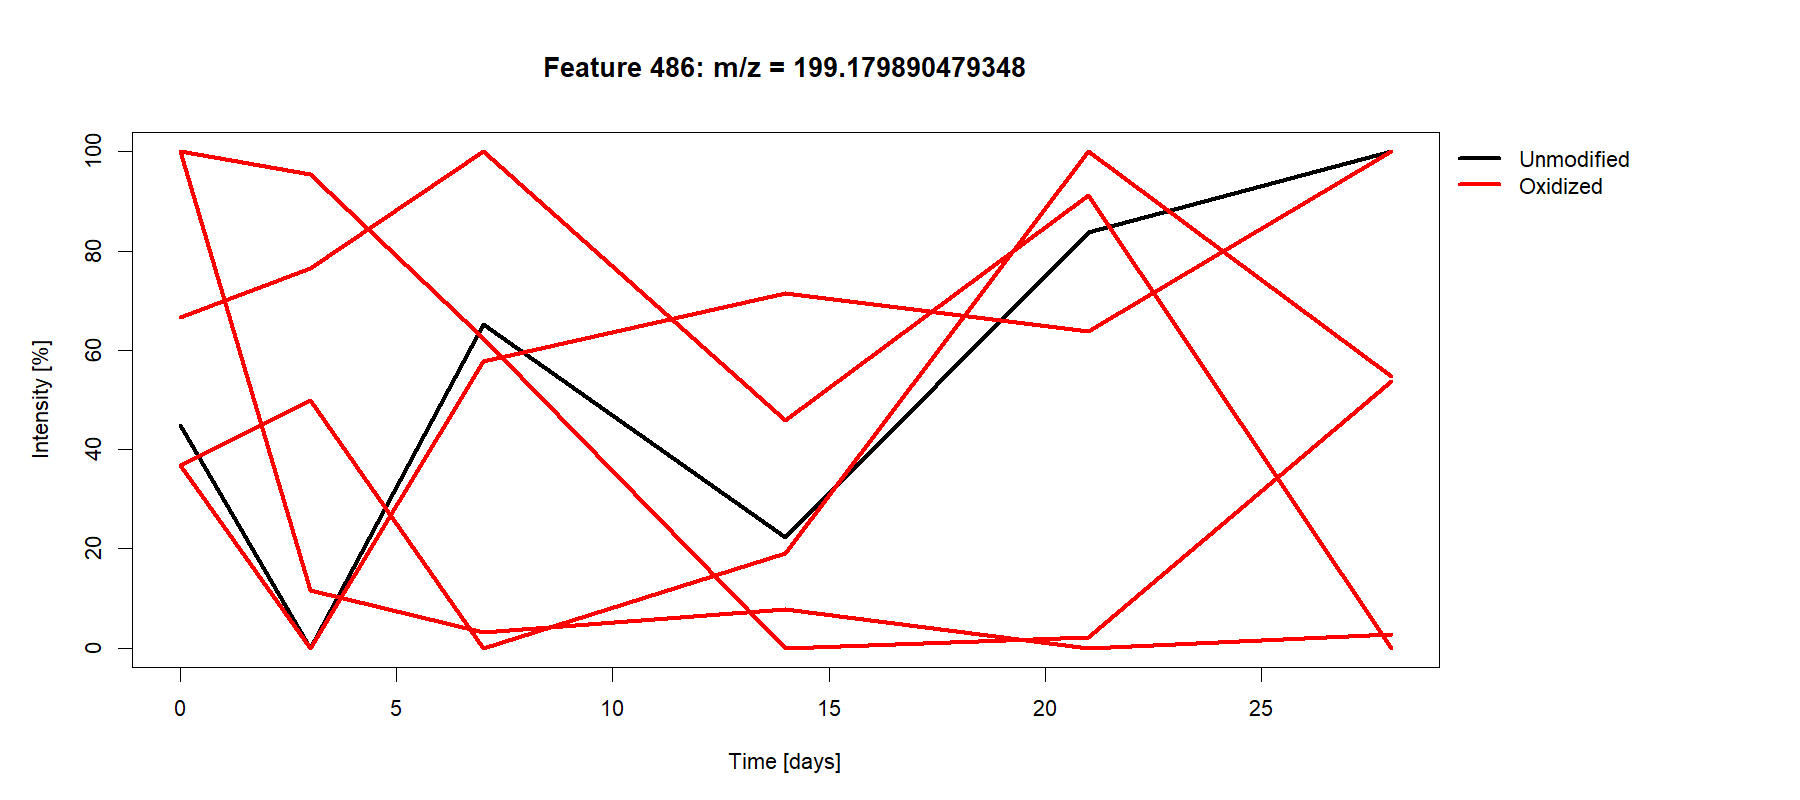 Feature 486: m/z = 199.179890479348
100
80
60
40
20
0
Intensity [%]
0 5 10 15 20 25
Time [days]
Unmodified
Oxidized